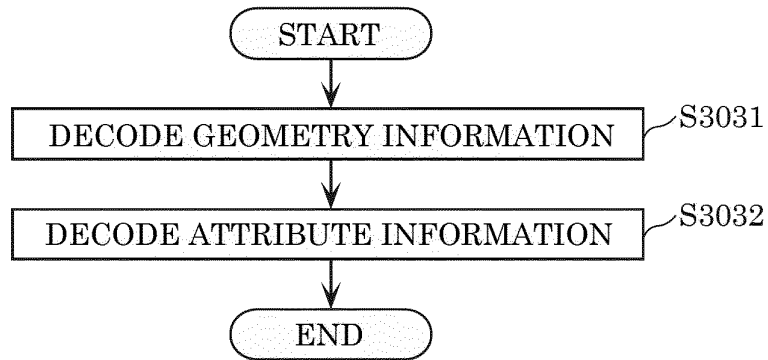 START
DECODE GEOMETRY INFORMATION
S3031
DECODE ATTRIBUTE INFORMATION
S3032
END